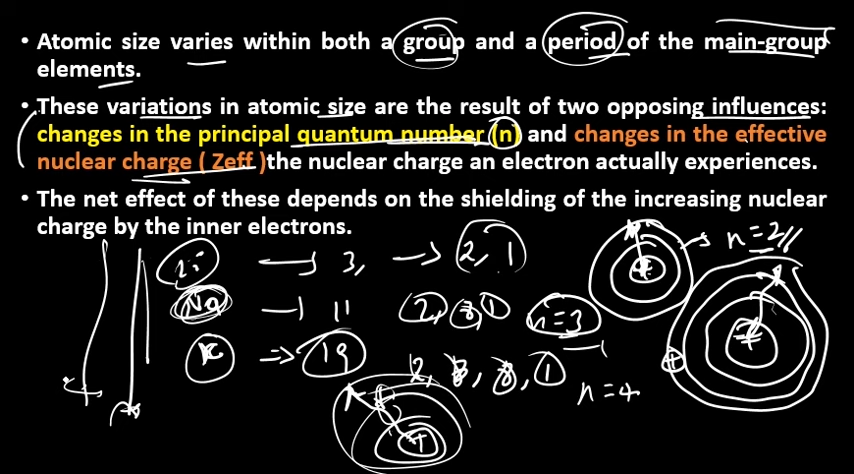 • Atomic size varies within both a group and a period of the main-group
elements.
• These variations in atomic size are the result of two opposing influences:
changes in the principal quantum number (n) and changes in the effective
nuclear charge ( Zeff )the nuclear charge an electron actually experiences.
• The net effect of these depends on the shielding of the increasing nuclear
charge by the inner electrons.
Li → 3, → 2, 1
n=2
Na → 11 2, 8, 1 n=3
K ⇒ 19 2, 8, 8, 1
n=4